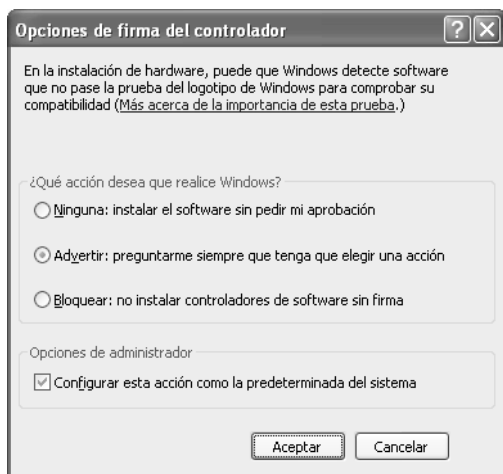 Opciones de firma del controlador
En la instalación de hardware, puede que Windows detecte software
que no pase la prueba del logotipo de Windows para comprobar su
compatibilidad (Más acerca de la importancia de esta prueba.)
¿Qué acción desea que realice Windows?
Ninguna: instalar el software sin pedir mi aprobación
Advertir: preguntarme siempre que tenga que elegir una acción
Bloquear: no instalar controladores de software sin firma
Opciones de administrador
Configurar esta acción como la predeterminada del sistema
Aceptar Cancelar